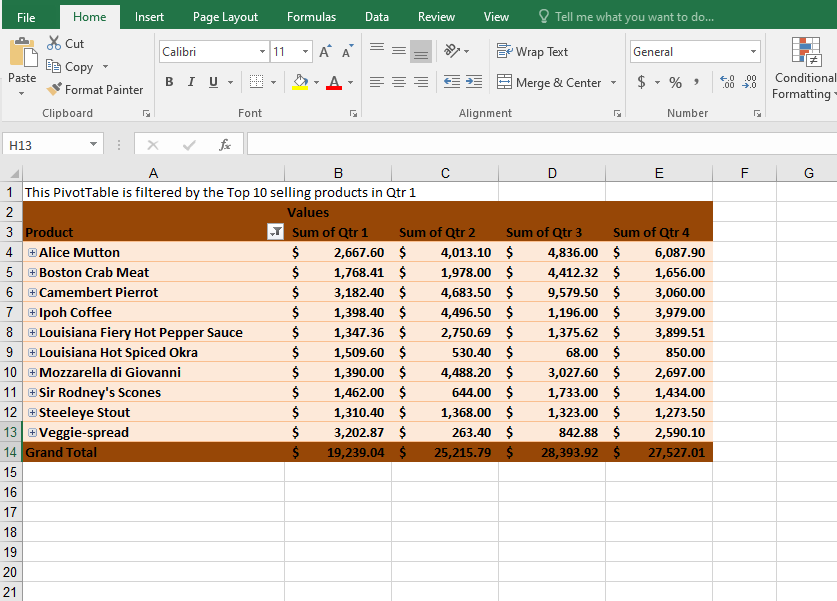 File Home Insert Page Layout Formulas Data Review View Tell me what you want to do...
Cut
Copy
Format Painter
Paste
Clipboard
Calibri 11 A A
B I U A
Font
Wrap Text
Merge & Center
Alignment
General
$ % , .00 .00
Number
Conditional
Formatting
H13 fx
A B C D E F G
1 This PivotTable is filtered by the Top 10 selling products in Qtr 1
2 Values
3 Product Sum of Qtr 1 Sum of Qtr 2 Sum of Qtr 3 Sum of Qtr 4
4 Alice Mutton $ 2,667.60 $ 4,013.10 $ 4,836.00 $ 6,087.90
5 Boston Crab Meat $ 1,768.41 $ 1,978.00 $ 4,412.32 $ 1,656.00
6 Camembert Pierrot $ 3,182.40 $ 4,683.50 $ 9,579.50 $ 3,060.00
7 Ipoh Coffee $ 1,398.40 $ 4,496.50 $ 1,196.00 $ 3,979.00
8 Louisiana Fiery Hot Pepper Sauce $ 1,347.36 $ 2,750.69 $ 1,375.62 $ 3,899.51
9 Louisiana Hot Spiced Okra $ 1,509.60 $ 530.40 $ 68.00 $ 850.00
10 Mozzarella di Giovanni $ 1,390.00 $ 4,488.20 $ 3,027.60 $ 2,697.00
11 Sir Rodney's Scones $ 1,462.00 $ 644.00 $ 1,733.00 $ 1,434.00
12 Steeleye Stout $ 1,310.40 $ 1,368.00 $ 1,323.00 $ 1,273.50
13 Veggie-spread $ 3,202.87 $ 263.40 $ 842.88 $ 2,590.10
14 Grand Total $ 19,239.04 $ 25,215.79 $ 28,393.92 $ 27,527.01
15
16
17
18
19
20
21